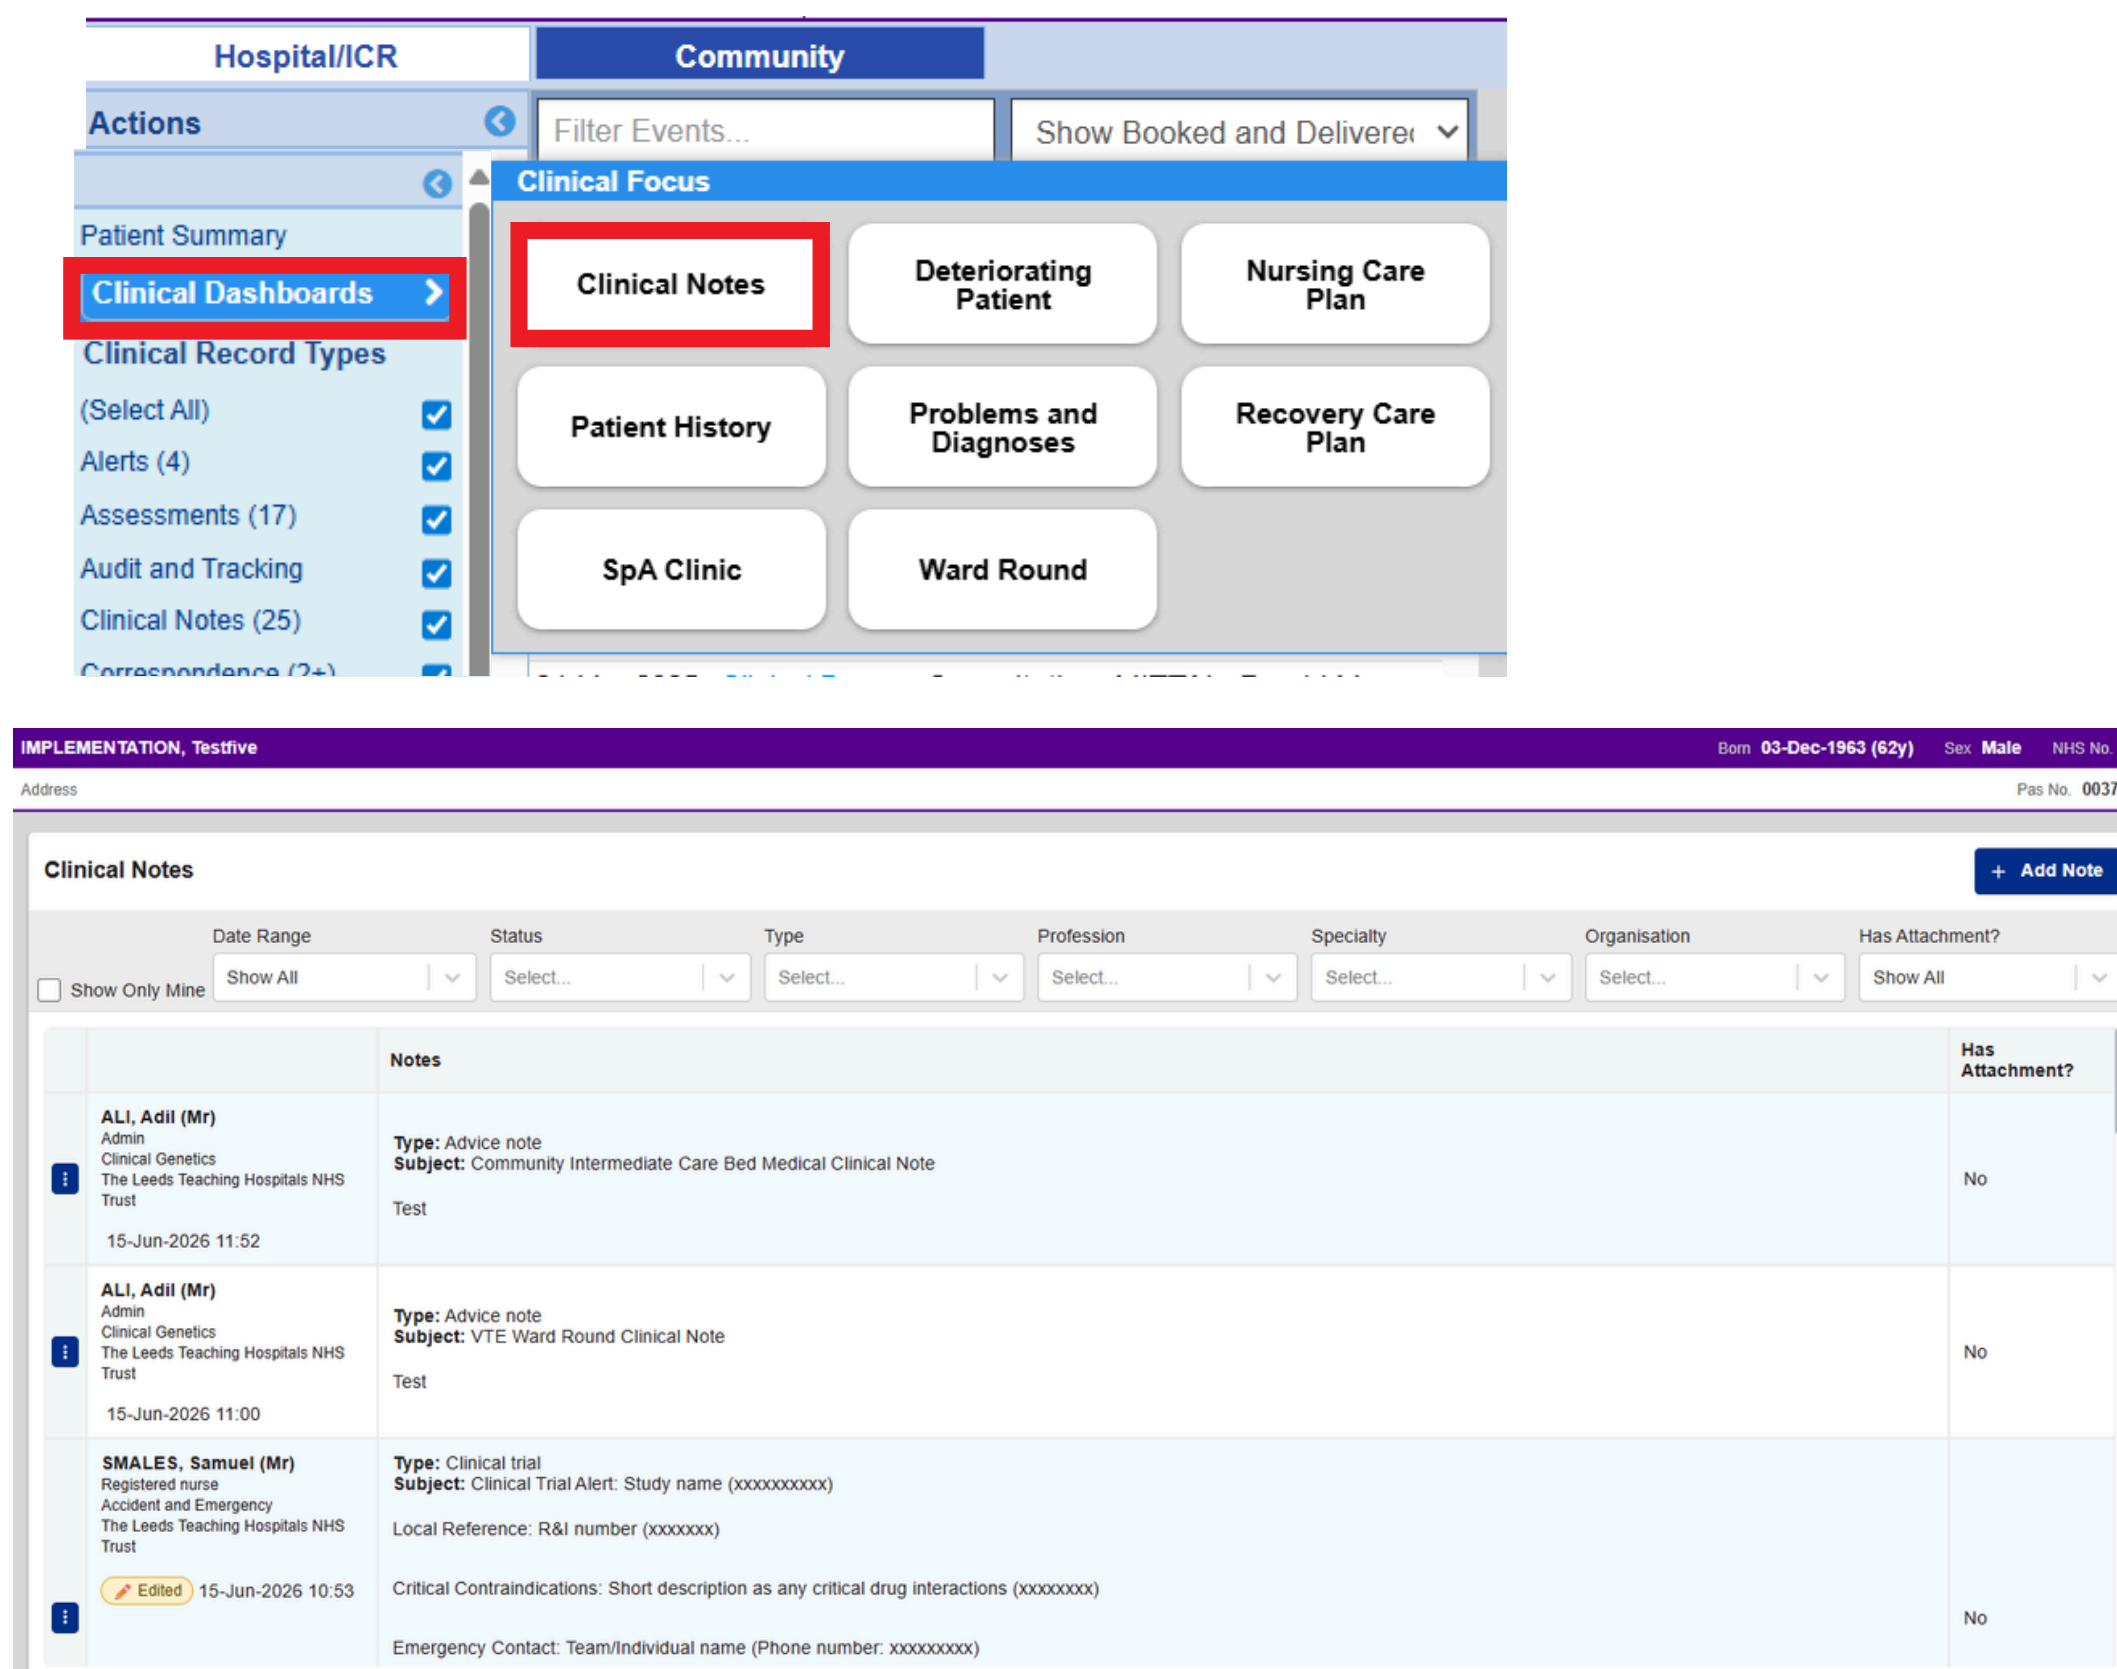 Hospital/ICR
Community
Actions
Filter Events...
Show Booked and Delivere
Clinical Focus
Patient Summary
Clinical Dashboards
Clinical Record Types
(Select All)
Alerts (4)
Assessments (17)
Audit and Tracking
Clinical Notes (25)
Correspondence (2+)
Clinical Notes
Deteriorating
Patient
Nursing Care
Plan
Patient History
Problems and
Diagnoses
Recovery Care
Plan
SpA Clinic
Ward Round
IMPLEMENTATION, Testfive
Born 03-Dec-1963 (62y) Sex Male NHS No.
Address
Pas No. 0037
Clinical Notes
+ Add Note
Show Only Mine
Date Range
Show All
Status
Select...
Type
Select...
Profession
Select...
Specialty
Select...
Organisation
Select...
Has Attachment?
Show All
Notes
Has
Attachment?
ALI, Adil (Mr)
Admin
Clinical Genetics
The Leeds Teaching Hospitals NHS
Trust
15-Jun-2026 11:52
Type: Advice note
Subject: Community Intermediate Care Bed Medical Clinical Note
Test
No
ALI, Adil (Mr)
Admin
Clinical Genetics
The Leeds Teaching Hospitals NHS
Trust
15-Jun-2026 11:00
Type: Advice note
Subject: VTE Ward Round Clinical Note
Test
No
SMALES, Samuel (Mr)
Registered nurse
Accident and Emergency
The Leeds Teaching Hospitals NHS
Trust
Edited 15-Jun-2026 10:53
Type: Clinical trial
Subject: Clinical Trial Alert: Study name (xxxxxxxxxx)
Local Reference: R&I number (xxxxxxx)
Critical Contraindications: Short description as any critical drug interactions (xxxxxxxx)
Emergency Contact: Team/Individual name (Phone number: xxxxxxxxx)
No